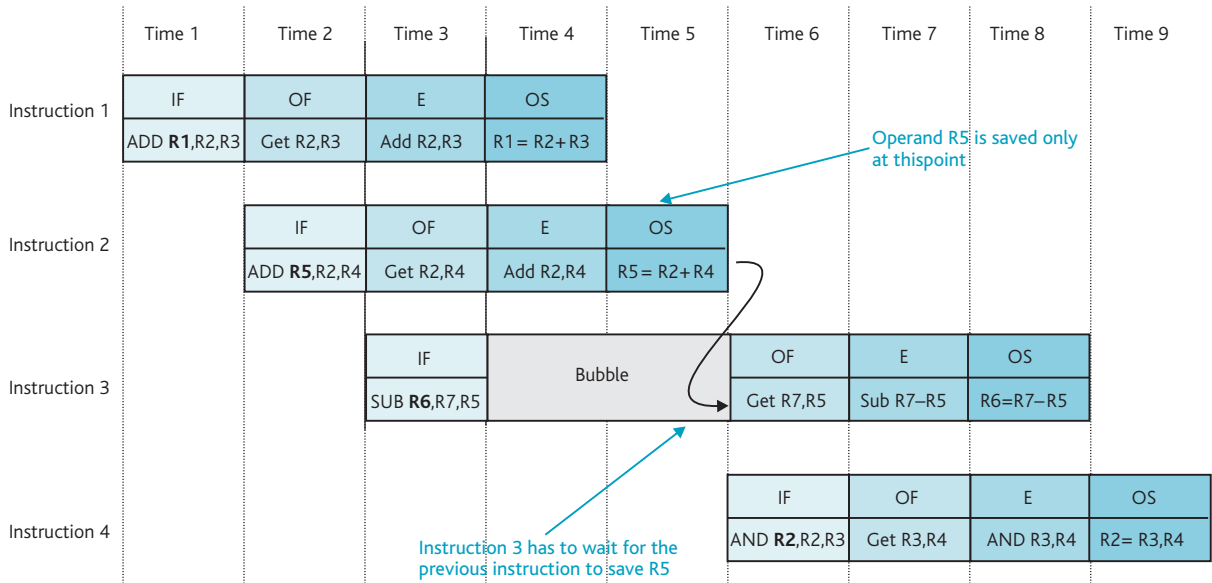 Time 1 Time 2 Time 3 Time 4 Time 5 Time 6 Time 7 Time 8 Time 9
Instruction 1
IF OF E OS
ADD R1,R2,R3 Get R2,R3 Add R2,R3 R1= R2+R3
Operand R5 is saved only
at thispoint
Instruction 2
IF OF E OS
ADD R5,R2,R4 Get R2,R4 Add R2,R4 R5= R2+R4
Instruction 3
IF Bubble OF E OS
SUB R6,R7,R5 Get R7,R5 Sub R7–R5 R6=R7–R5
Instruction 4
IF OF E OS
AND R2,R2,R3 Get R3,R4 AND R3,R4 R2= R3,R4
Instruction 3 has to wait for the
previous instruction to save R5